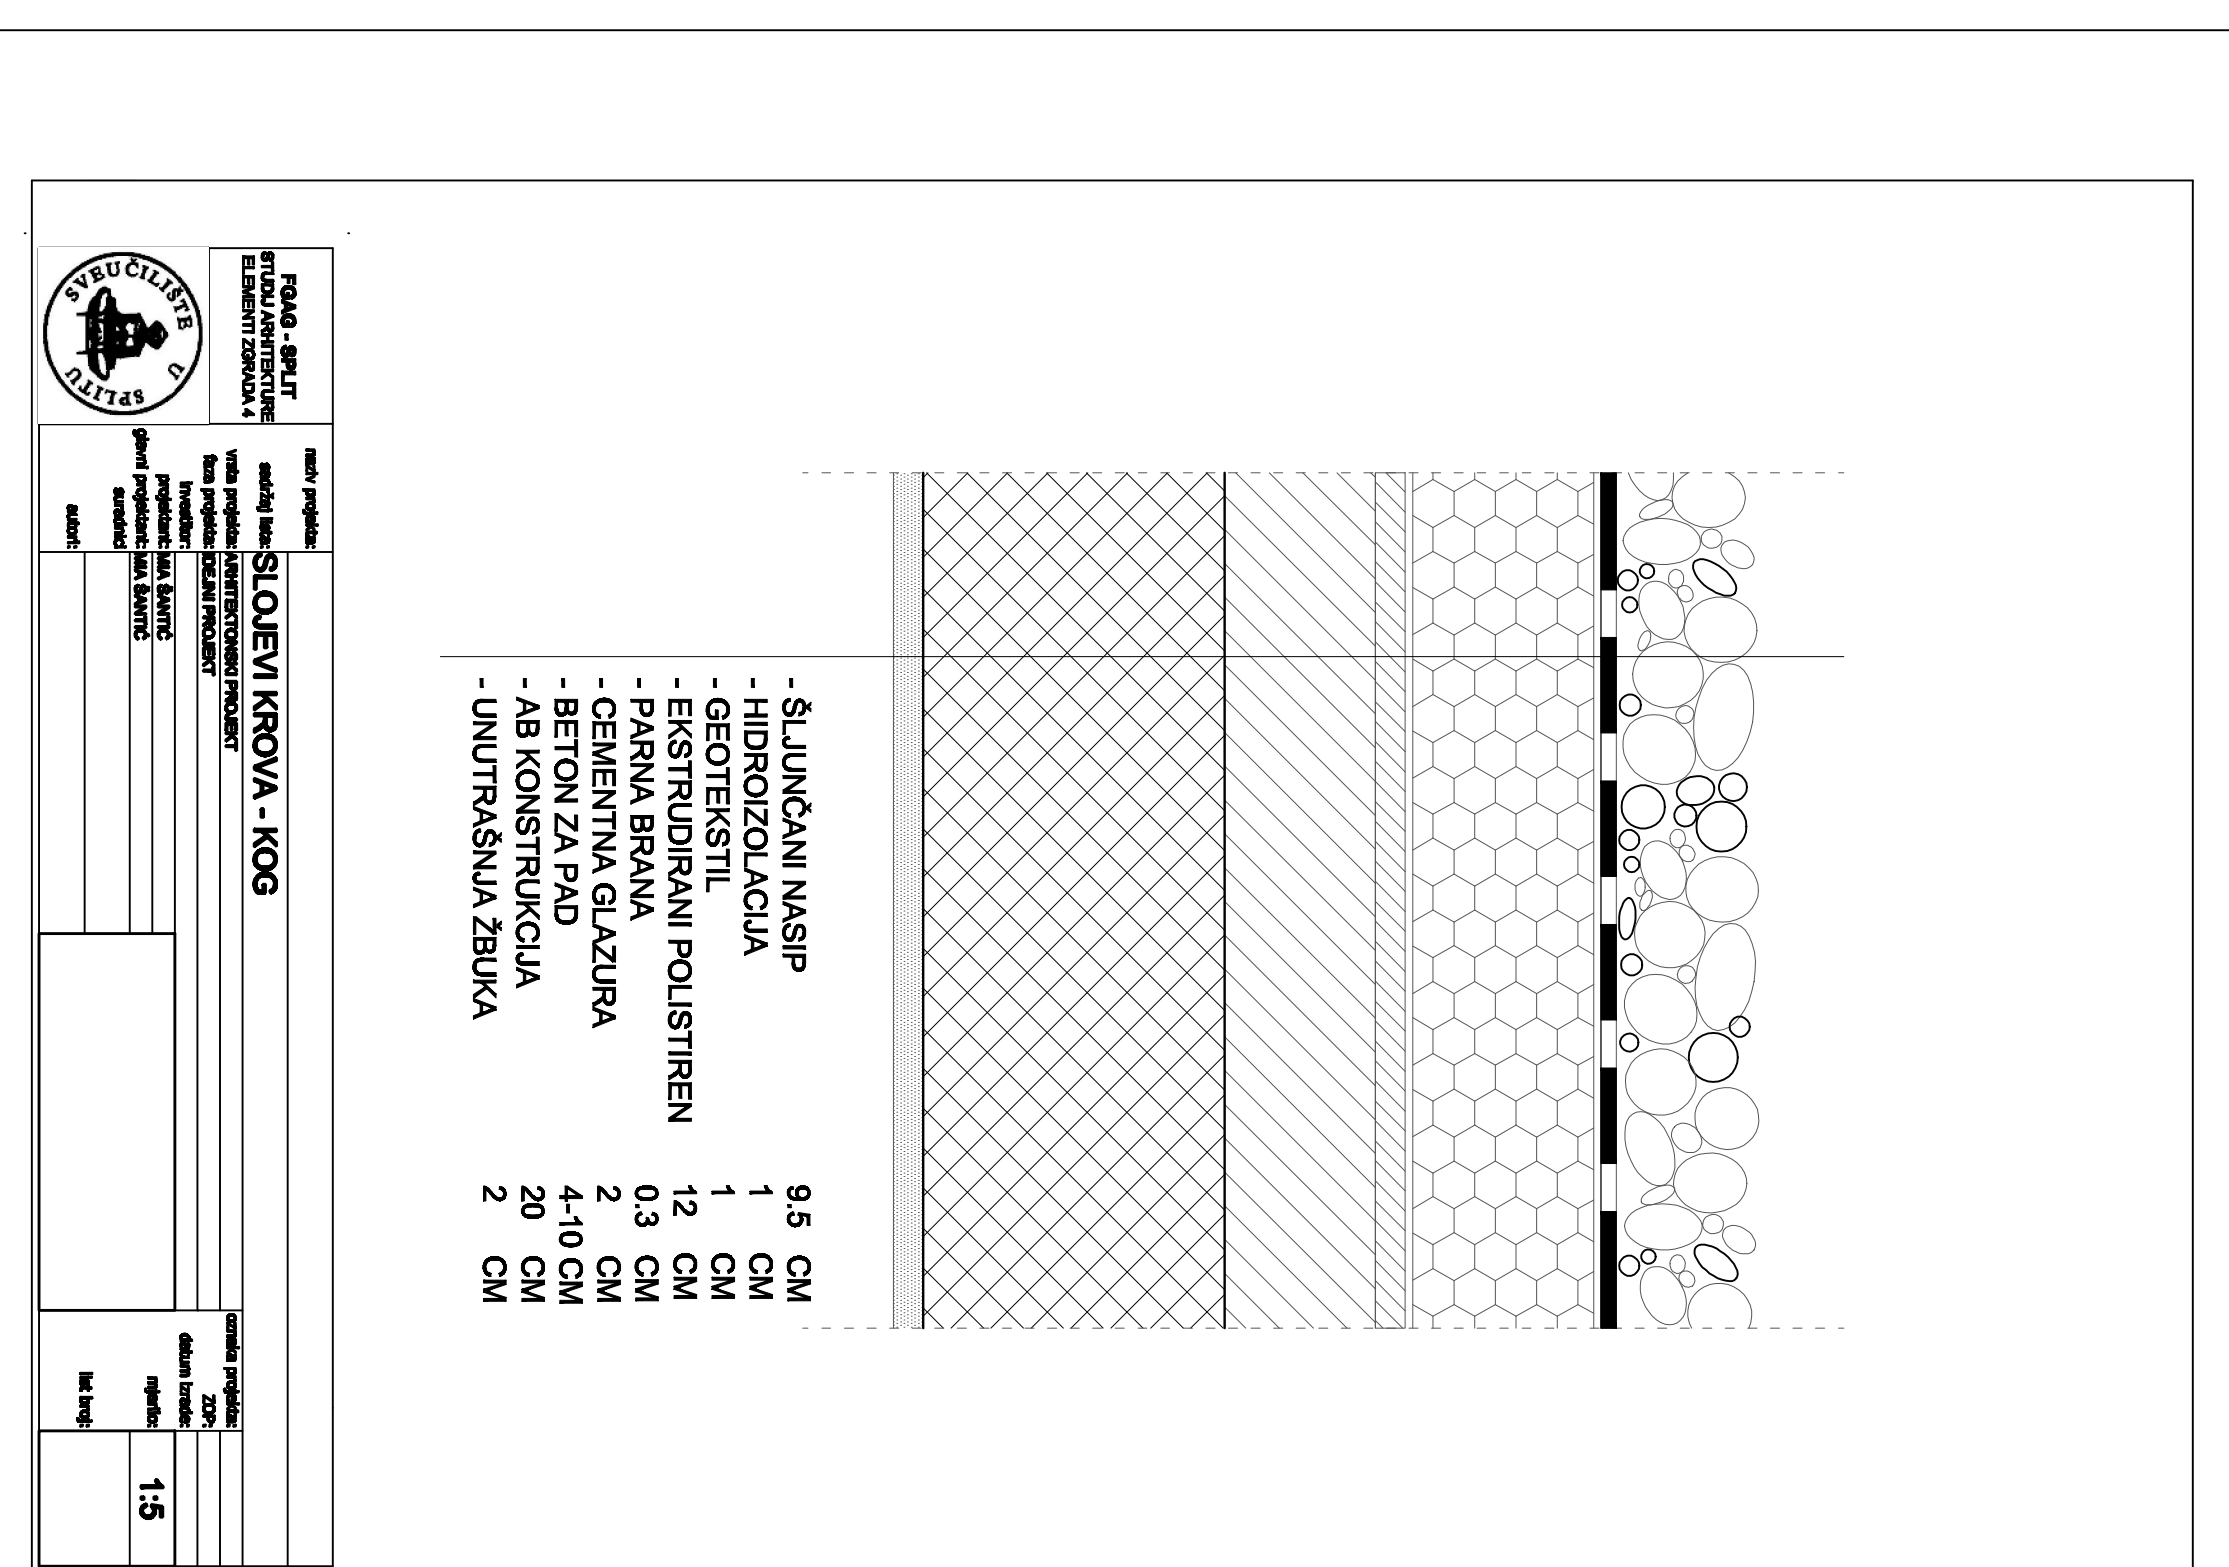 SVEUČILIŠTE U SPLITU
FGAG - SPLIT
STUDIJ ARHITEKTURE
ELEMENTI ZGRADA 4
naziv projekta:
sadržaj lista: SLOJEVI KROVA - KOG
vrsta projekta: ARHITEKTONSKI PROJEKT
faza projekta: IDEJNI PROJEKT
investitor:
projektant: MIA ŠANTIĆ
glavni projektant: MIA ŠANTIĆ
suradnici
autori:
oznaka projekta:
ZOP:
datum izrade:
mjerilo: 1:5
list broj:
- ŠLJUNČANI NASIP 9.5 CM
- HIDROIZOLACIJA 1 CM
- GEOTEKSTIL 1 CM
- EKSTRUDIRANI POLISTIREN 12 CM
- PARNA BRANA 0.3 CM
- CEMENTNA GLAZURA 2 CM
- BETON ZA PAD 4-10 CM
- AB KONSTRUKCIJA 20 CM
- UNUTRAŠNJA ŽBUKA 2 CM